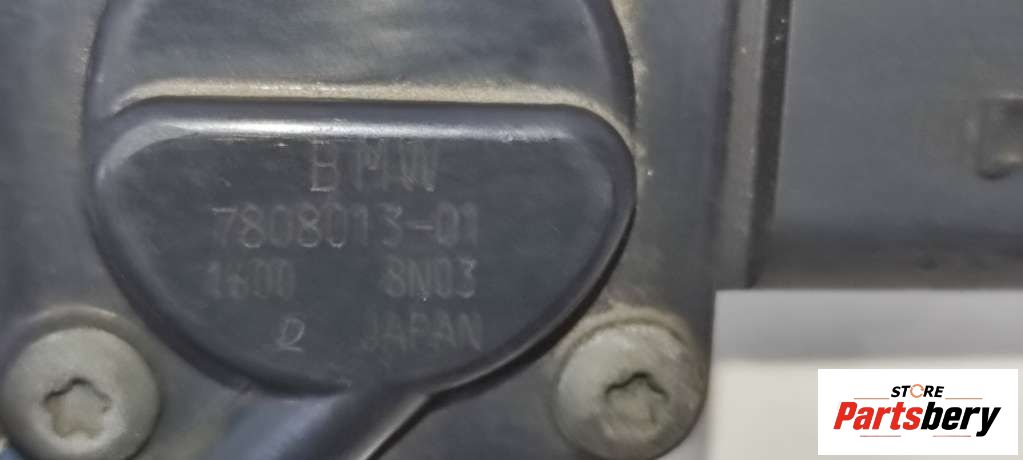 BMW
7808013-01
1600 8N03
D JAPAN
STORE
Partsbery